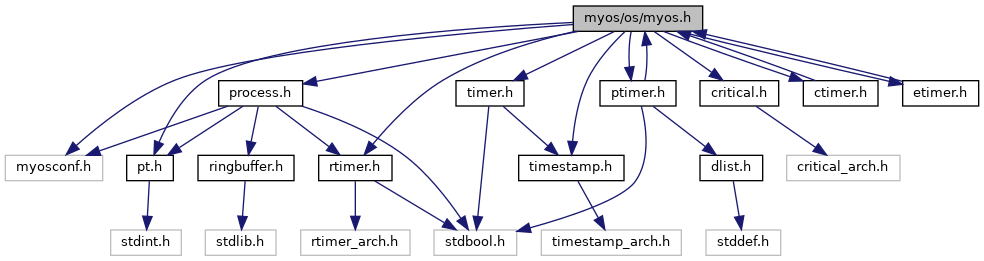 myos/os/myos.h
process.h
timer.h
ptimer.h
critical.h
ctimer.h
etimer.h
myosconf.h
pt.h
ringbuffer.h
rtimer.h
timestamp.h
dlist.h
critical_arch.h
stdint.h
stdlib.h
rtimer_arch.h
stdbool.h
timestamp_arch.h
stddef.h